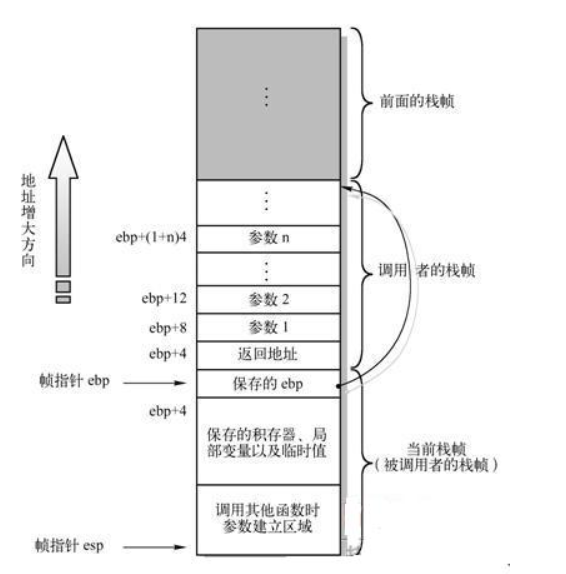 前面的栈帧
地址增大方向
ebp+(1+n)4
参数 n
调用 者的栈帧
ebp+12
参数 2
ebp+8
参数 1
ebp+4
返回地址
帧指针 ebp
保存的 ebp
ebp+4
保存的积存器、局
部变量以及临时值
当前栈帧
(被调用者的栈帧)
调用其他函数时
参数建立区域
帧指针 esp